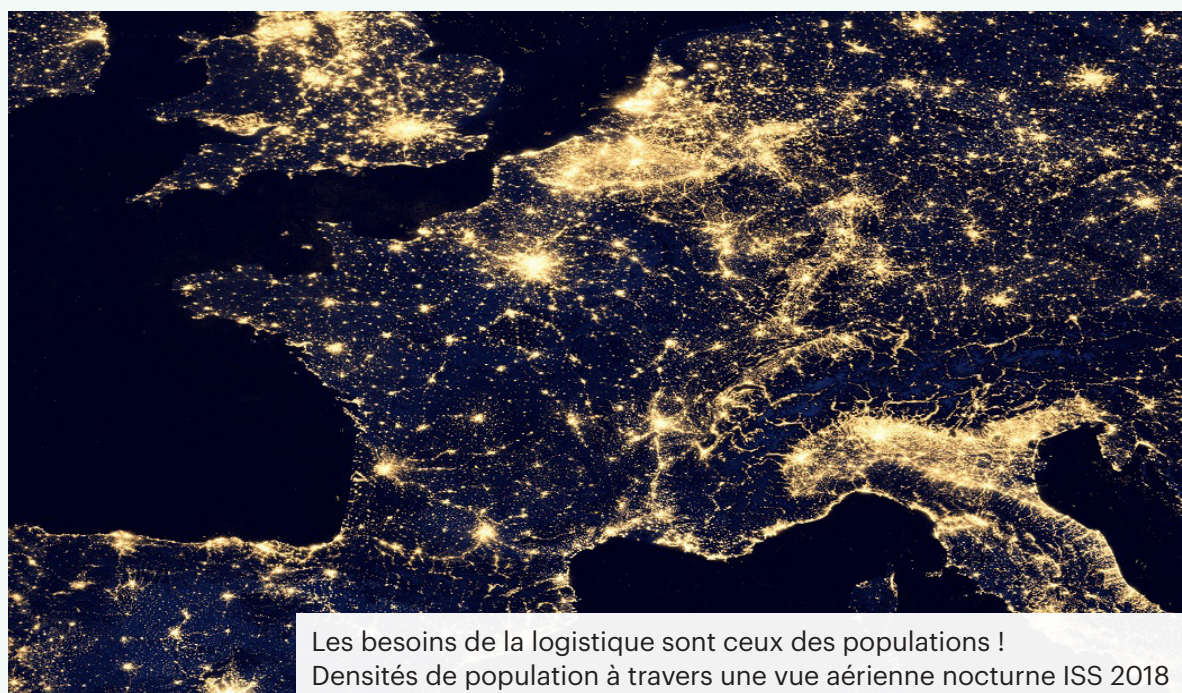 Les besoins de la logistique sont ceux des populations !
Densités de population à travers une vue aérienne nocturne ISS 2018